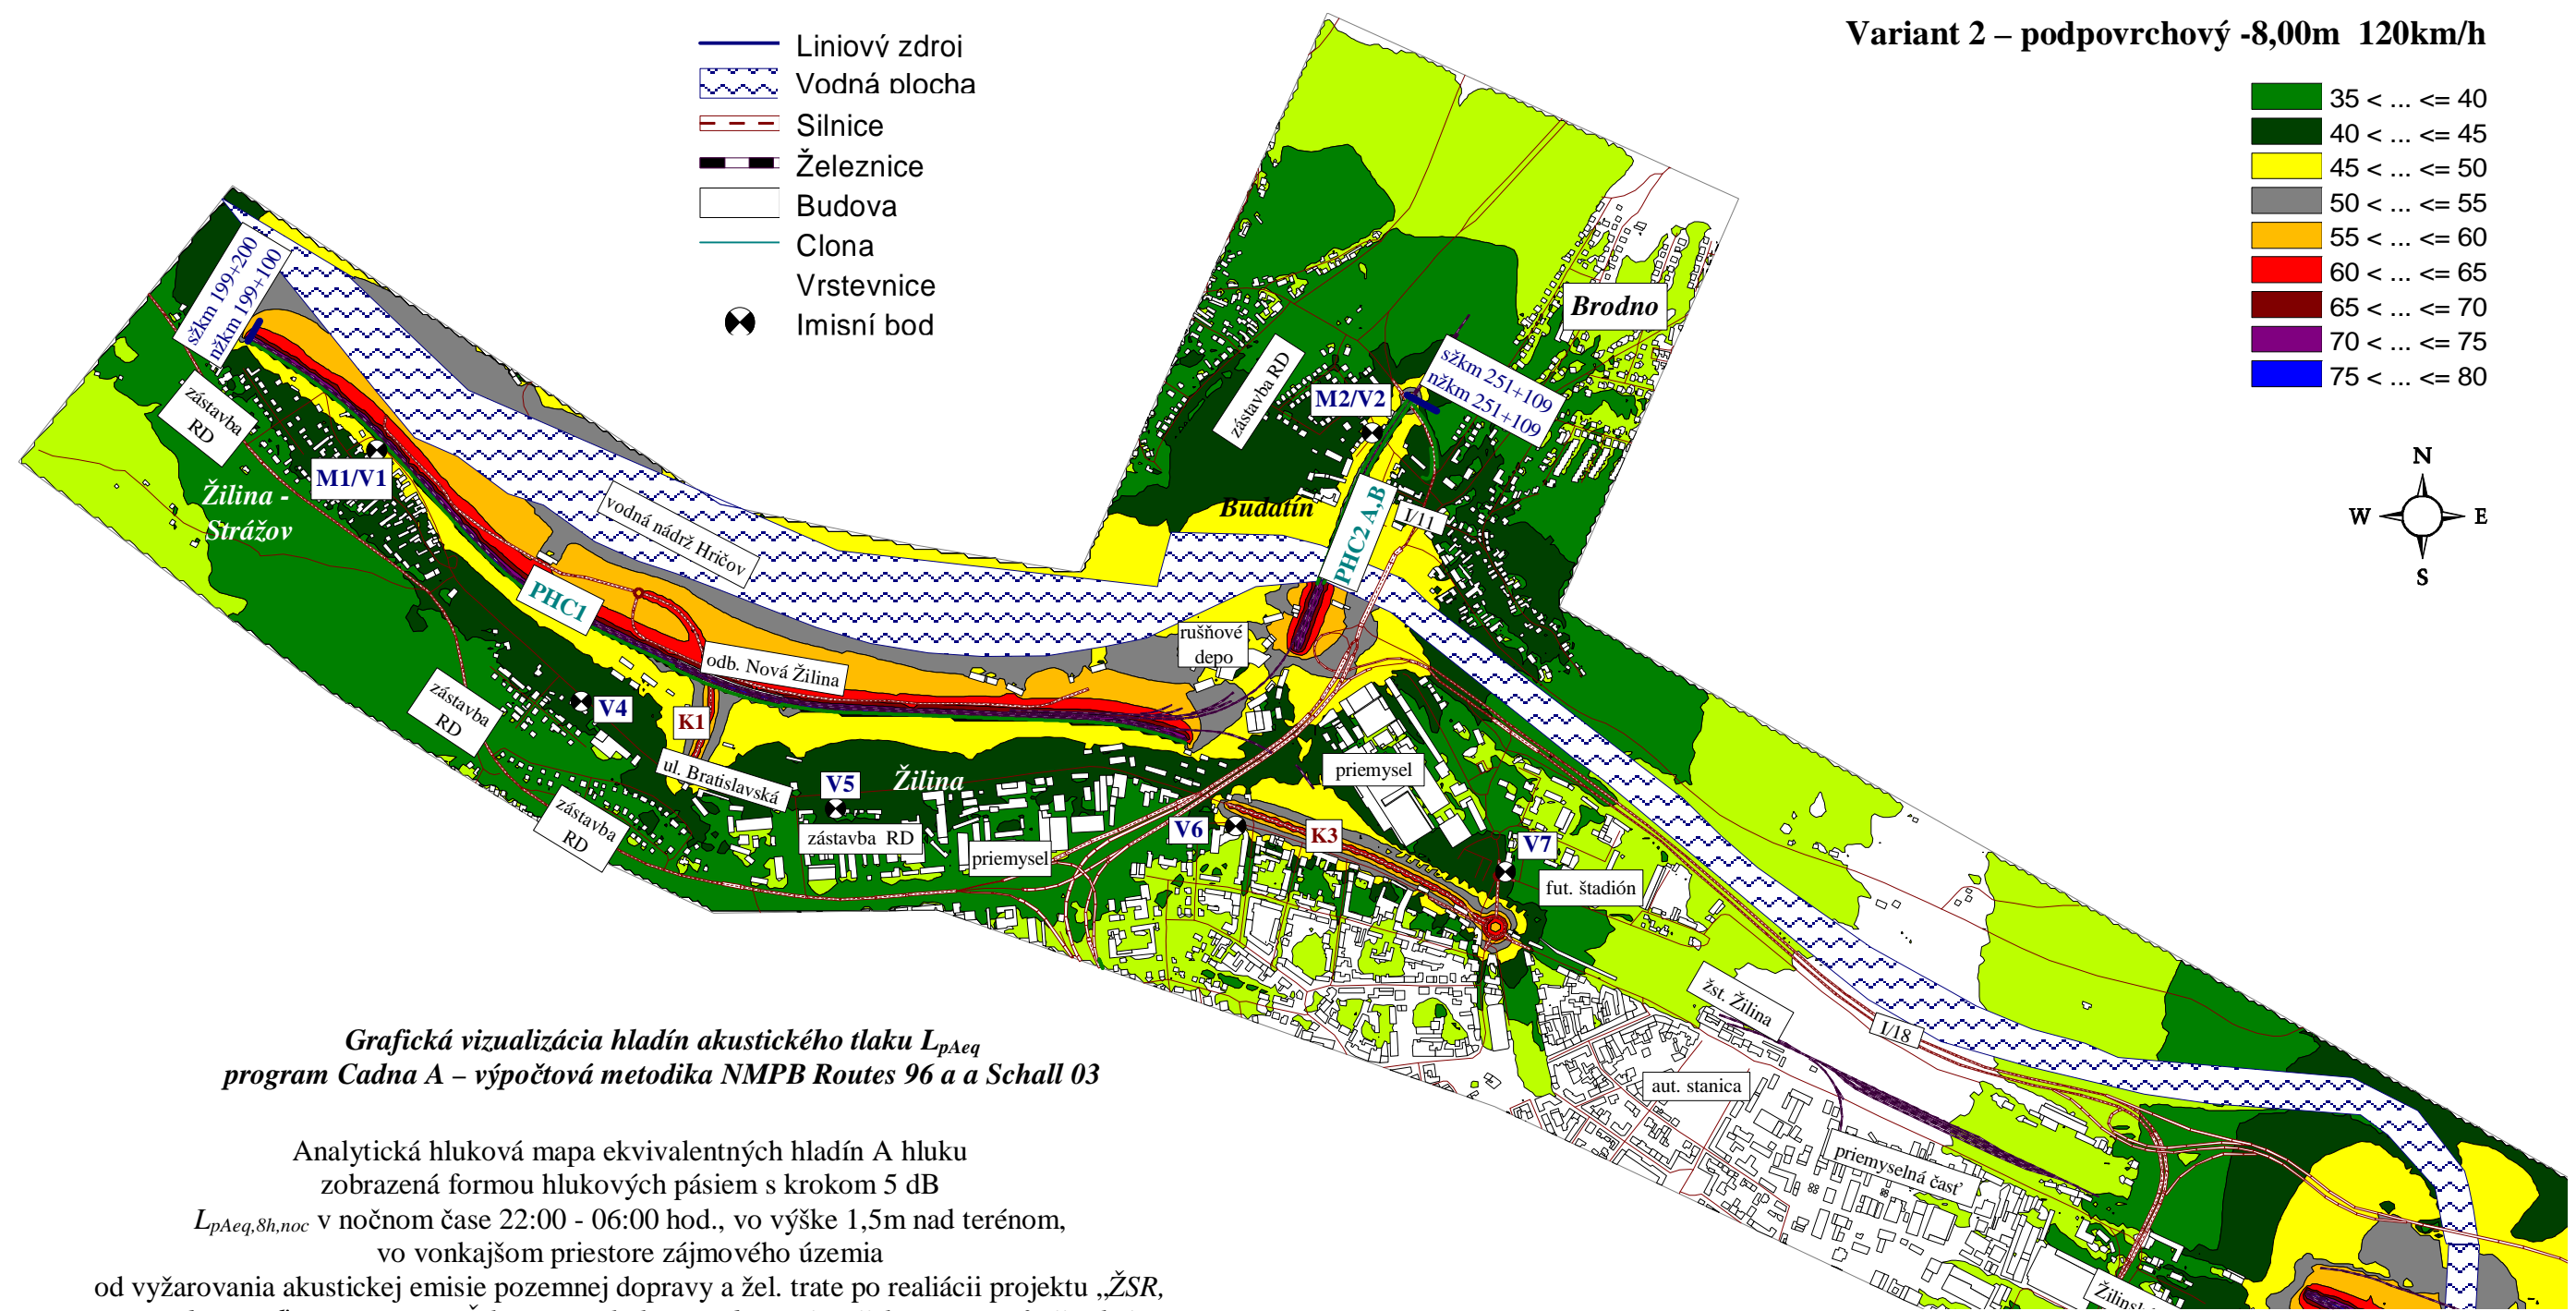 Variant 2 – podpovrchový -8,00m  120km/h
Liniový zdroj
Vodná plocha
Silnice
Železnice
Budova
Clona
Vrstevnice
Imisní bod
35 < ... <= 40
40 < ... <= 45
45 < ... <= 50
50 < ... <= 55
55 < ... <= 60
60 < ... <= 65
65 < ... <= 70
70 < ... <= 75
75 < ... <= 80
N
W
E
S
sžkm 199+200
nžkm 199+100
zástavba
RD
M1/V1
Žilina -
Strážov
vodná nádrž Hričov
PHC1
odb. Nová Žilina
zástavba
RD
V4
K1
ul. Bratislavská
zástavba
RD
V5
Žilina
zástavba  RD
priemysel
rušňové
depo
Brodno
zástavba RD
M2/V2
sžkm 251+109
nžkm 251+109
Budatín
PHC2 A,B
I/11
priemysel
V6
K3
V7
fut. štadión
žst. Žilina
I/18
aut. stanica
priemyselná časť
Grafická vizualizácia hladín akustického tlaku LpAeq
program Cadna A – výpočtová metodika NMPB Routes 96 a a Schall 03
Analytická hluková mapa ekvivalentných hladín A hluku
zobrazená formou hlukových pásiem s krokom 5 dB
LpAeq,8h,noc v nočnom čase 22:00 - 06:00 hod., vo výške 1,5m nad terénom,
vo vonkajšom priestore zájmového územia
od vyžarovania akustickej emisie pozemnej dopravy a žel. trate po realiácii projektu „ŽSR,